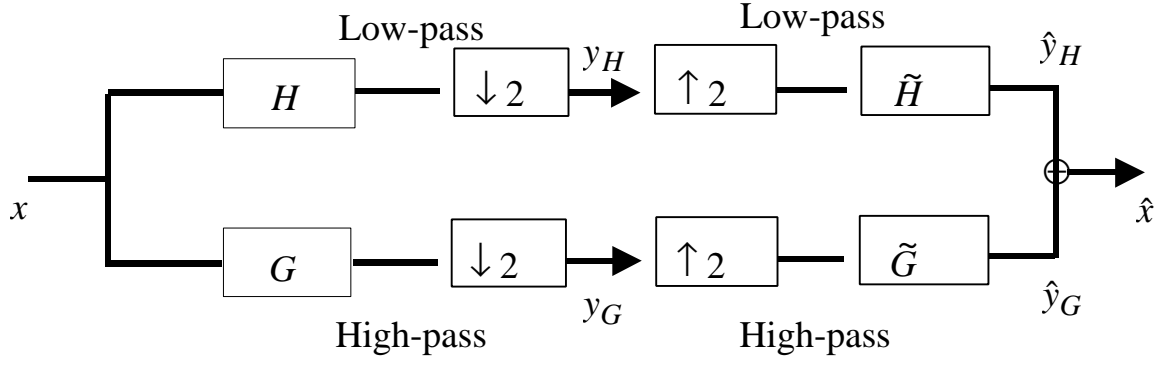 Low-pass
Low-pass
H
↓2
y_H
↑2
H̃
ŷ_H
x
x̂
G
↓2
y_G
↑2
G̃
ŷ_G
High-pass
High-pass